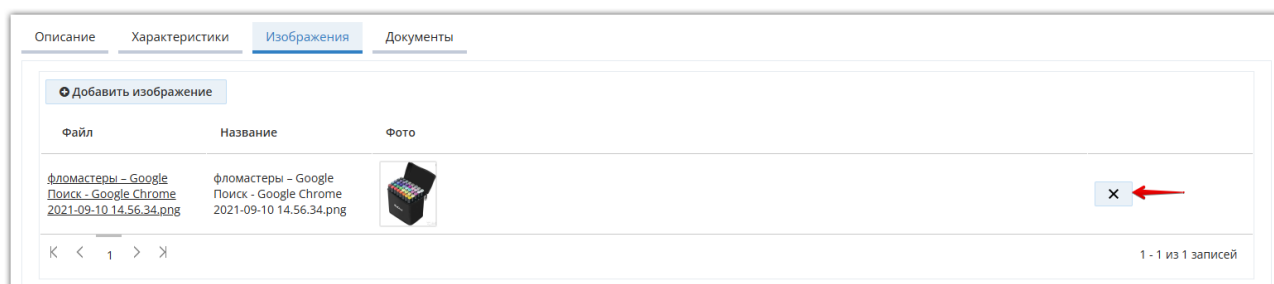 Описание Характеристики Изображения Документы
Добавить изображение
Файл Название Фото
фломастеры – Google фломастеры – Google
Поиск - Google Chrome Поиск - Google Chrome
2021-09-10 14.56.34.png 2021-09-10 14.56.34.png
1 1 - 1 из 1 записей